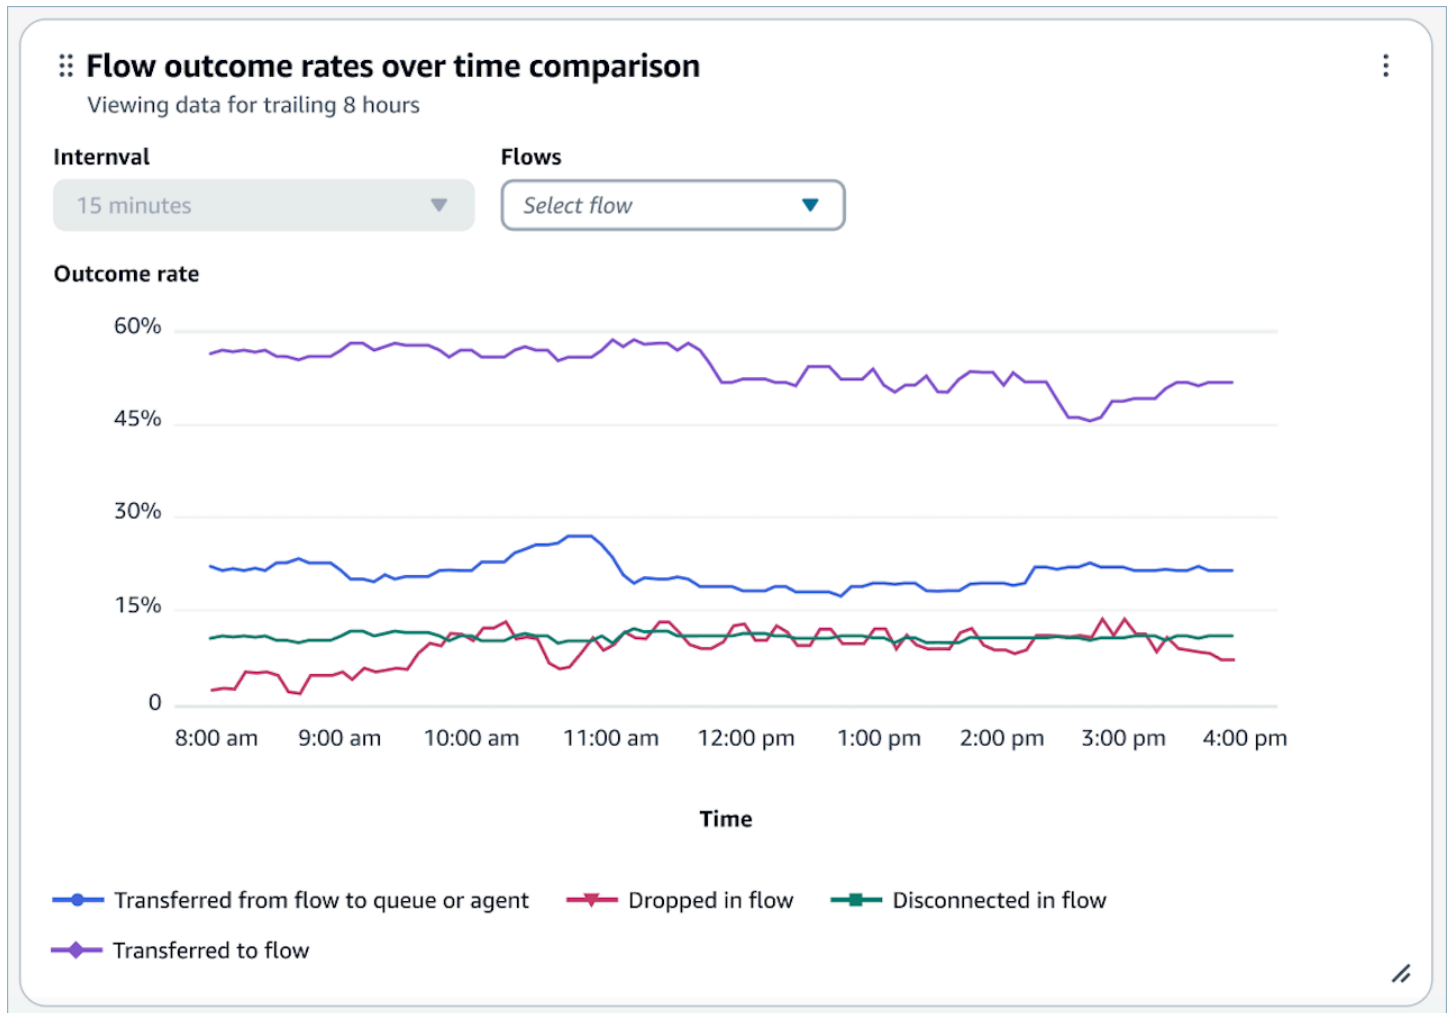 Flow outcome rates over time comparison
Viewing data for trailing 8 hours
Internval
Flows
15 minutes
Select flow
Outcome rate
60%
45%
30%
15%
0
8:00 am 9:00 am 10:00 am 11:00 am 12:00 pm 1:00 pm 2:00 pm 3:00 pm 4:00 pm
Time
Transferred from flow to queue or agent Dropped in flow Disconnected in flow
Transferred to flow